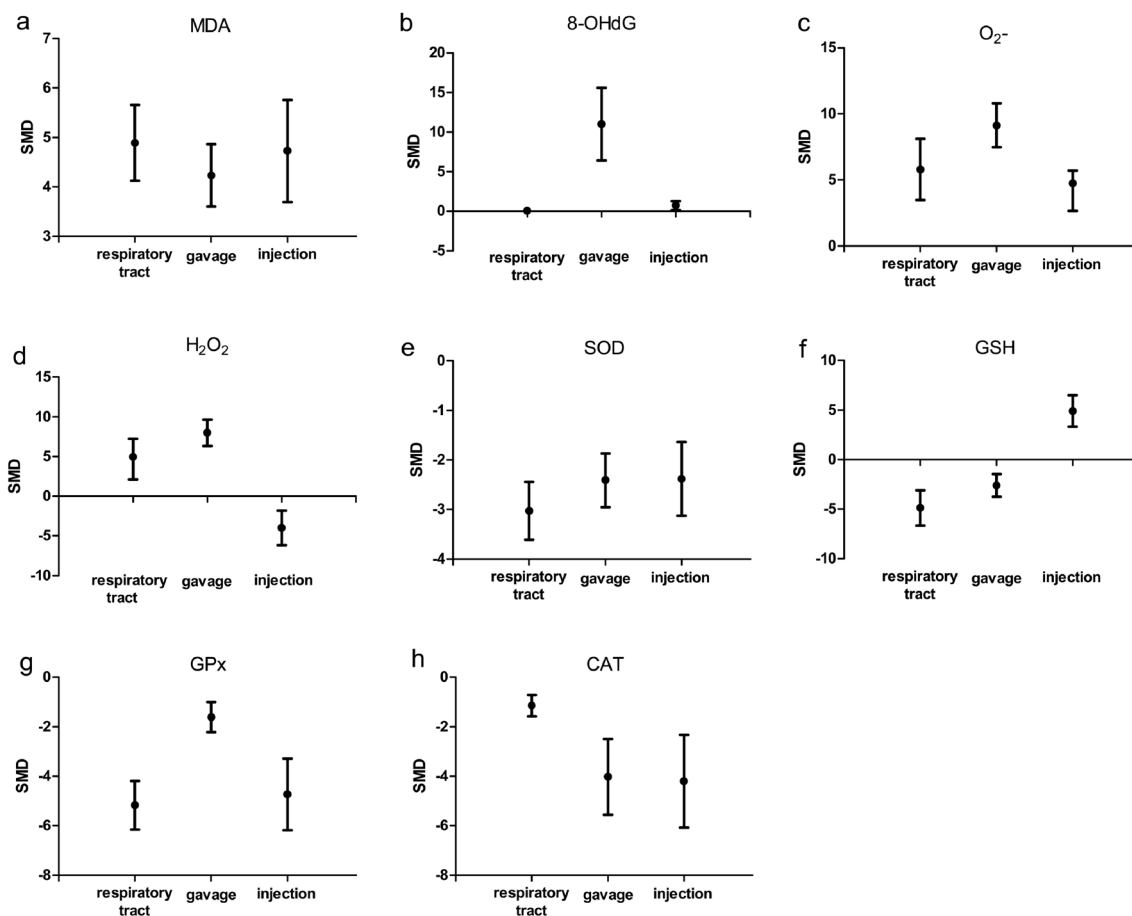 a
MDA
7
6
5
4
3
SMD
respiratory
tract
gavage
injection
b
8-OHdG
20
15
10
5
0
-5
SMD
respiratory
tract
gavage
injection
c
O₂-
15
10
5
0
SMD
respiratory
tract
gavage
injection
d
H₂O₂
15
10
5
0
-5
-10
SMD
respiratory
tract
gavage
injection
e
SOD
0
-1
-2
-3
-4
SMD
respiratory
tract
gavage
injection
f
GSH
10
5
0
-5
-10
SMD
respiratory
tract
gavage
injection
g
GPx
0
-2
-4
-6
-8
SMD
respiratory
tract
gavage
injection
h
CAT
0
-2
-4
-6
-8
SMD
respiratory
tract
gavage
injection